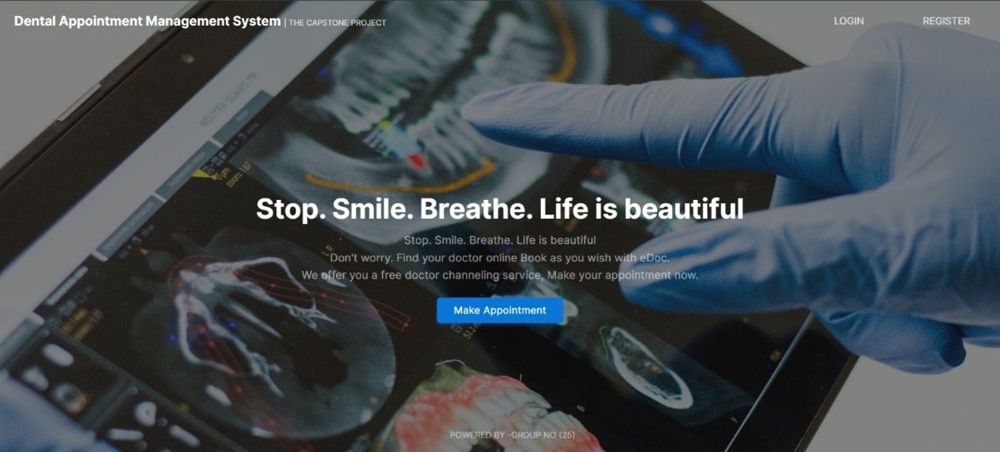 Dental Appointment Management System | THE CAPSTONE PROJECT
LOGIN
REGISTER
Stop. Smile. Breathe. Life is beautiful
Stop. Smile. Breathe. Life is beautiful
Don't worry. Find your doctor online Book as you wish with eDoc.
We offer you a free doctor channeling service, Make your appointment now.
Make Appointment
POWERED BY -GROUP NO (25)